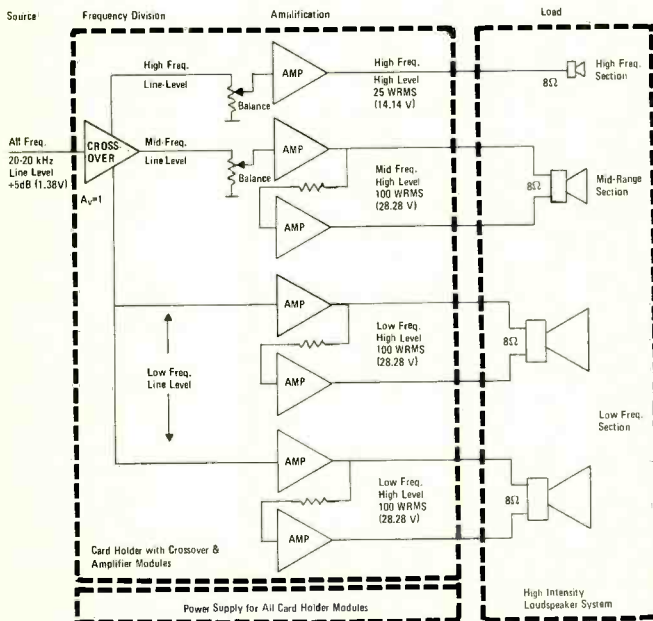 Source
Frequency Division
Amplification
Load
High Freq.
Line-Level
Balance
AMP
High Freq.
High Level
25 WRMS
(14.14 V)
8Ω
High Freq.
Section
All Freq.
20-20 kHz
Line Level
+5dB (1.38V)
CROSS-
OVER
Av=1
Mid-Freq.
Line Level
Balance
AMP
AMP
Mid Freq.
High Level
100 WRMS
(28.28 V)
8Ω
Mid-Range
Section
Low Freq.
Line Level
AMP
AMP
Low Freq.
High Level
100 WRMS
(28.28 V)
8Ω
Low Freq.
Section
AMP
AMP
Low Freq.
High Level
100 WRMS
(28.28 V)
8Ω
Card Holder with Crossover &
Amplifier Modules
High Intensity
Loudspeaker System
Power Supply for All Card Holder Modules